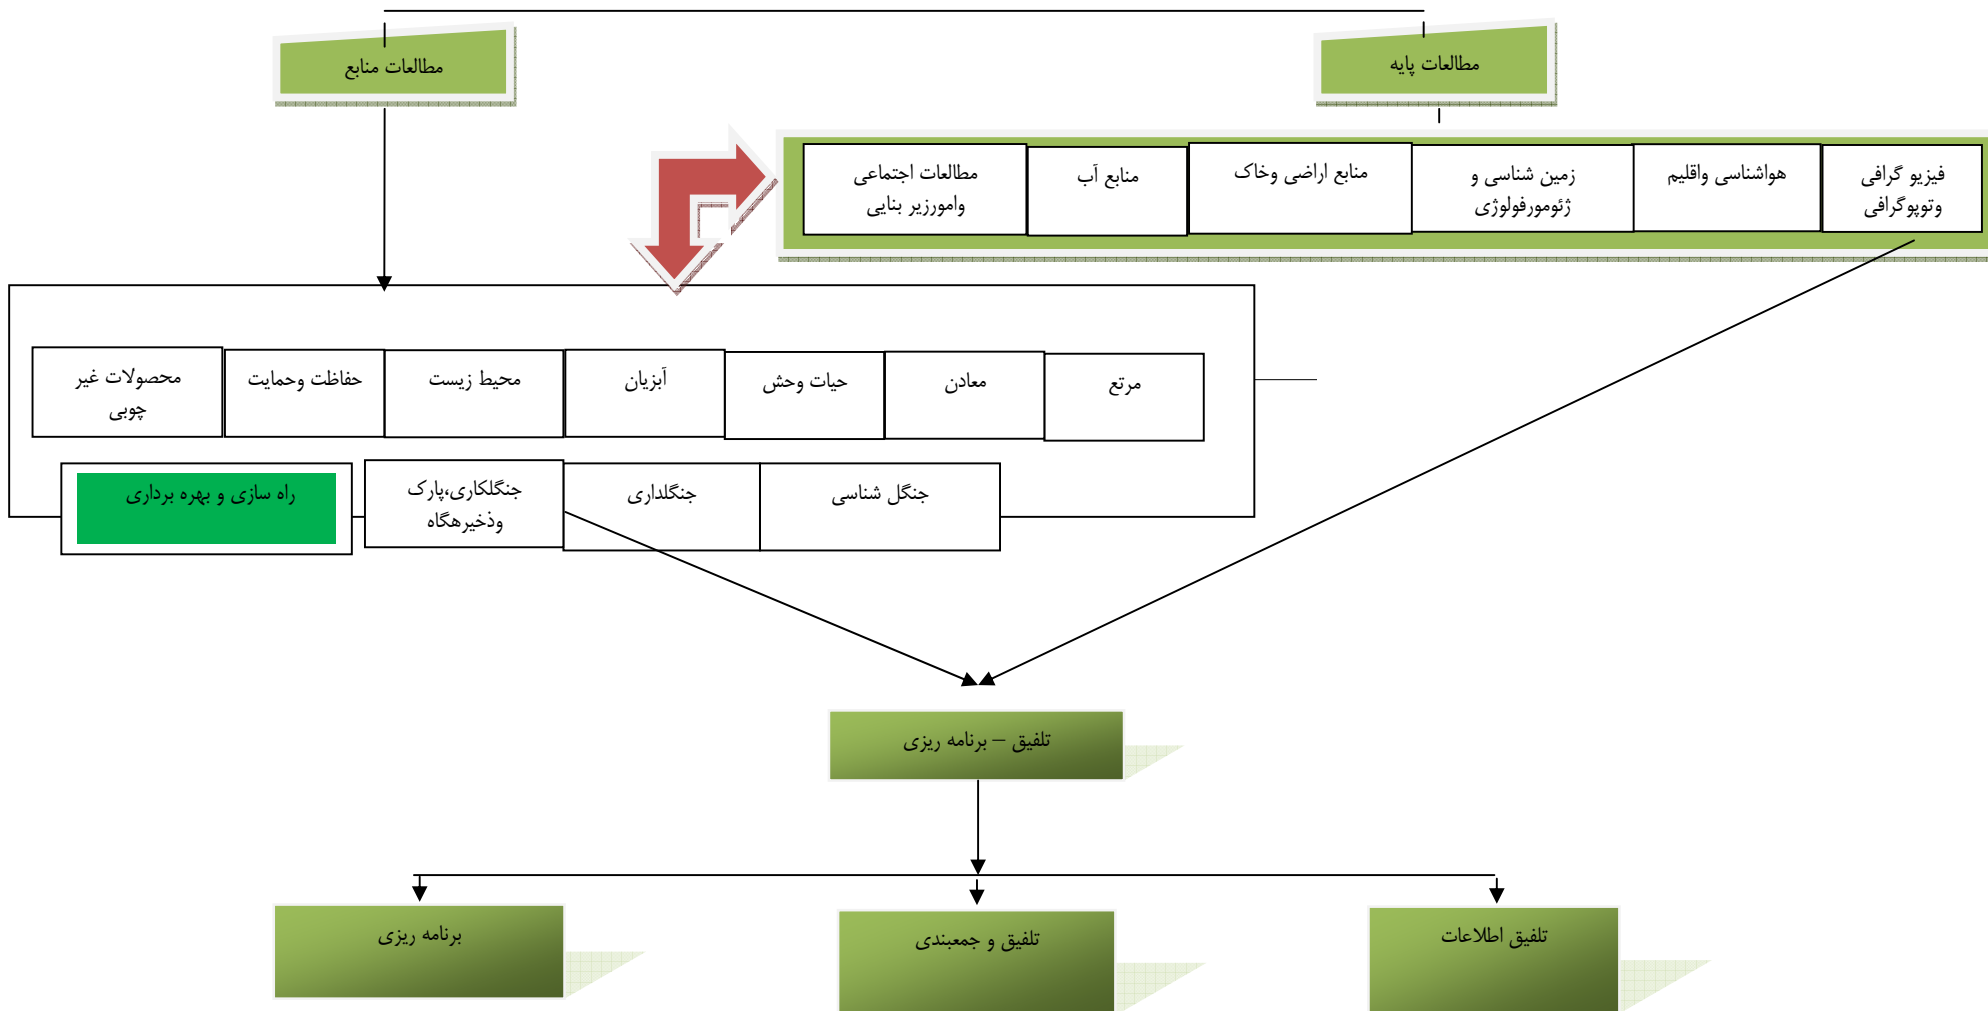 مطالعات پایه
مطالعات منابع
فیزیو گرافی
وتوپوگرافی
هواشناسی واقلیم
زمین شناسی و
ژئومورفولوژی
منابع اراضی وخاک
منابع آب
مطالعات اجتماعی
وامورزیر بنایی
مرتع
معادن
حیات وحش
آبزیان
محیط زیست
حفاظت وحمایت
محصولات غیر
چوبی
جنگل شناسی
جنگلداری
جنگلکاری،پارک
وذخیرهگاه
راه سازی و بهره برداری
تلفیق – برنامه ریزی
تلفیق اطلاعات
تلفیق و جمعبندی
برنامه ریزی